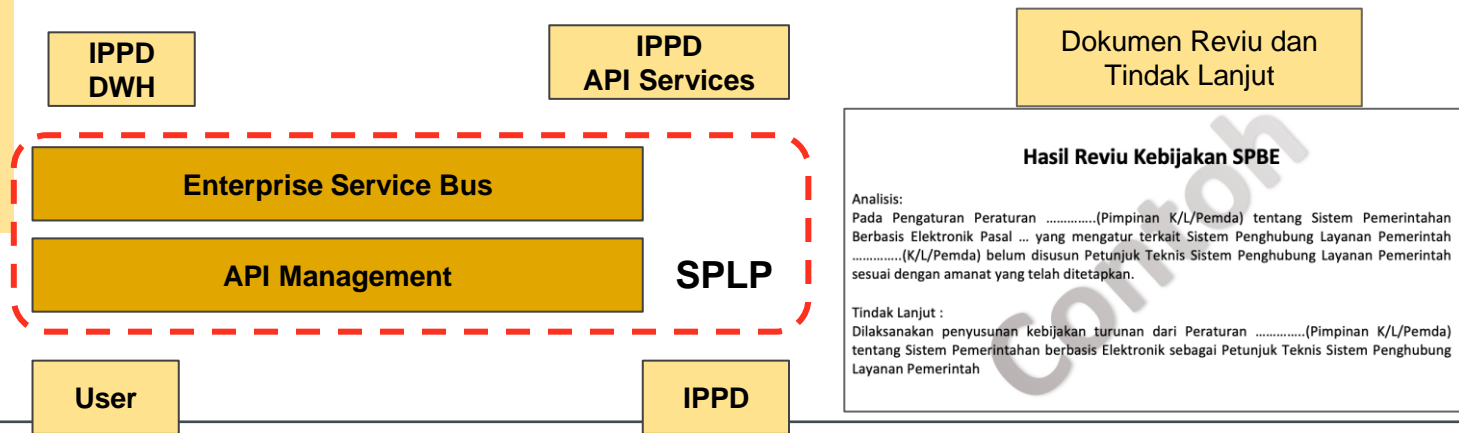 IPPD
DWH
IPPD
API Services
Enterprise Service Bus
API Management
SPLP
User
IPPD
Dokumen Reviu dan
Tindak Lanjut
Contoh
Hasil Reviu Kebijakan SPBE
Analisis:
Pada Pengaturan Peraturan …………..(Pimpinan K/L/Pemda) tentang Sistem Pemerintahan
Berbasis Elektronik Pasal … yang mengatur terkait Sistem Penghubung Layanan Pemerintah
…………..(K/L/Pemda) belum disusun Petunjuk Teknis Sistem Penghubung Layanan Pemerintah
sesuai dengan amanat yang telah ditetapkan.
Tindak Lanjut :
Dilaksanakan penyusunan kebijakan turunan dari Peraturan …………..(Pimpinan K/L/Pemda)
tentang Sistem Pemerintahan berbasis Elektronik sebagai Petunjuk Teknis Sistem Penghubung
Layanan Pemerintah